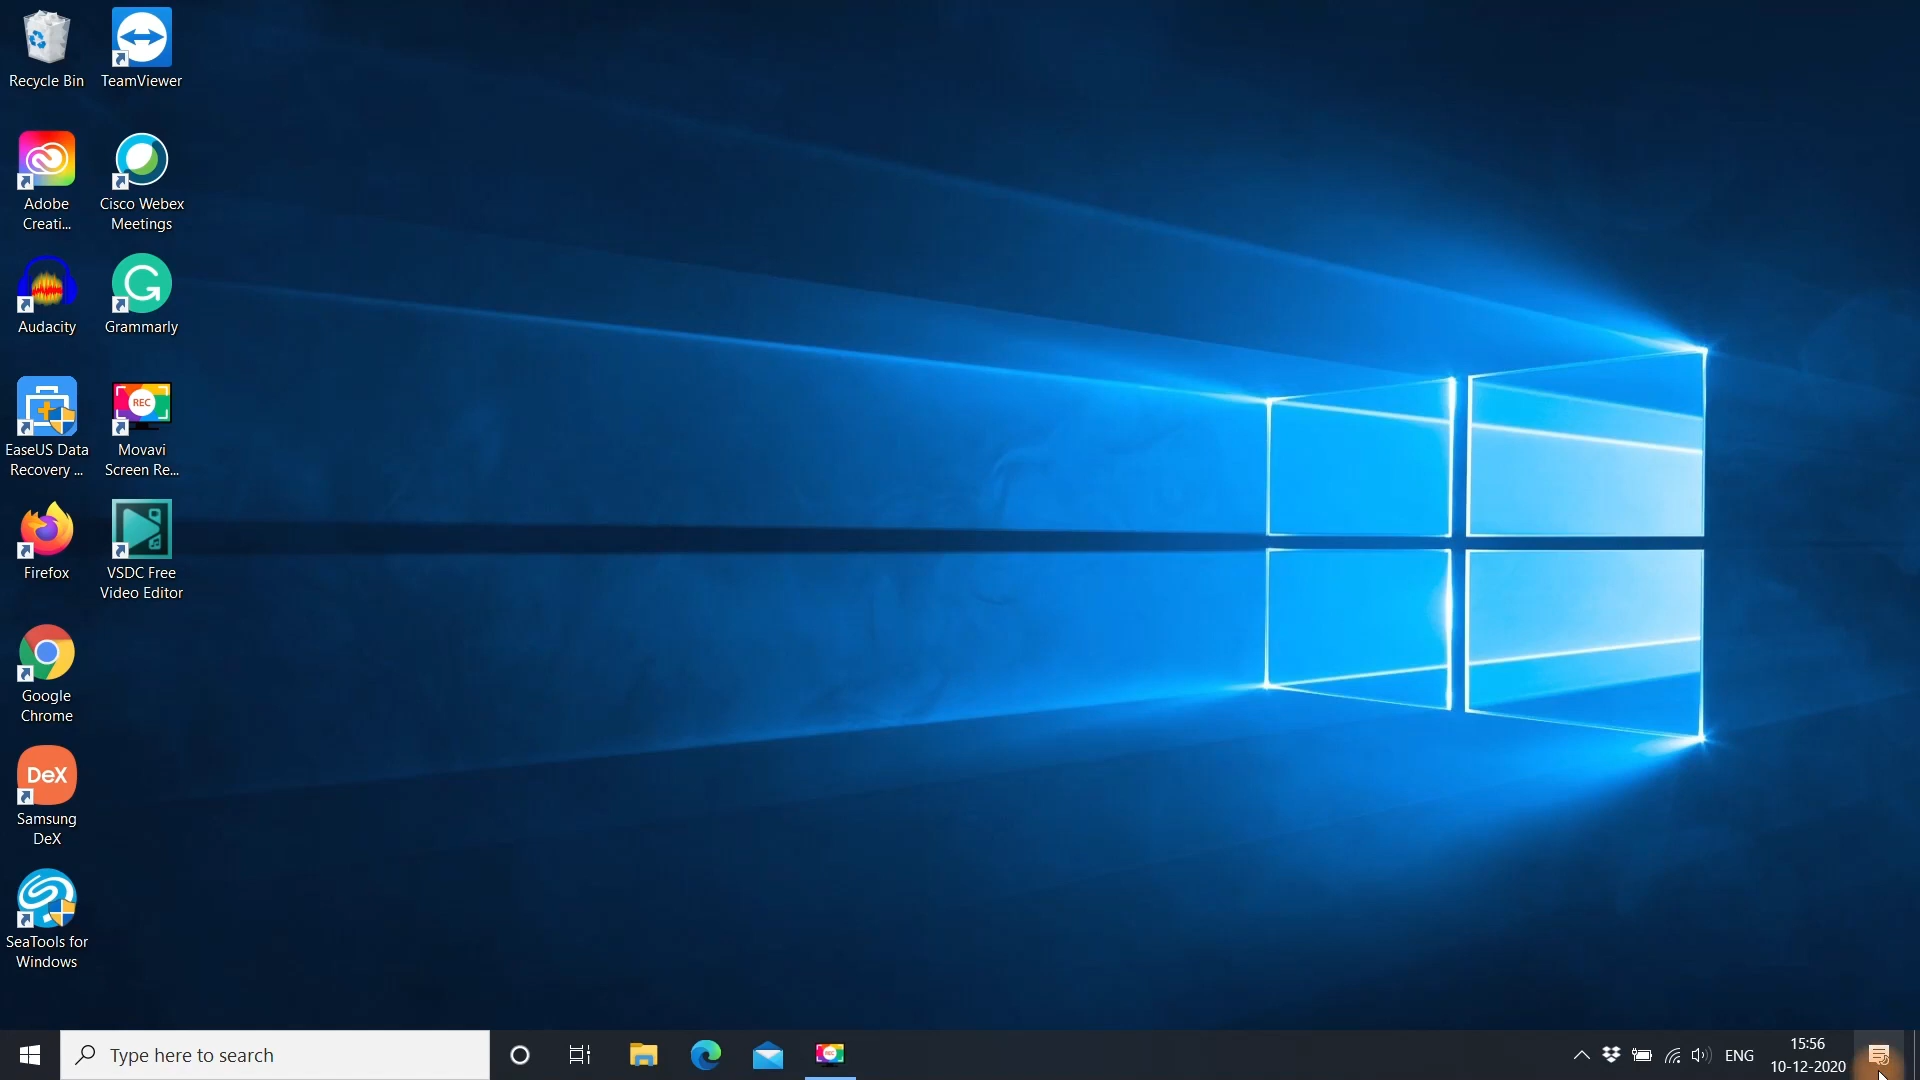 Recycle Bin
TeamViewer
Adobe
Creati...
Cisco Webex
Meetings
Audacity
Grammarly
EaseUS Data
Recovery ...
REC
Movavi
Screen Re...
Firefox
VSDC Free
Video Editor
Google
Chrome
DeX
Samsung
DeX
SeaTools for
Windows
Type here to search
REC
ENG
15:56
10-12-2020